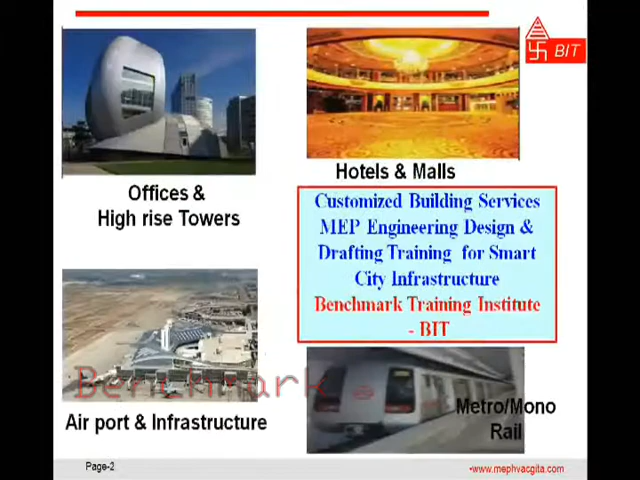 BIT
Hotels & Malls
Offices &
High rise Towers
Customized Building Services
MEP Engineering Design &
Drafting Training for Smart
City Infrastructure
Benchmark Training Institute
- BIT
Benchmark
Air port & Infrastructure
Metro/Mono
Rail
Page-2
•www.mephvacgita.com